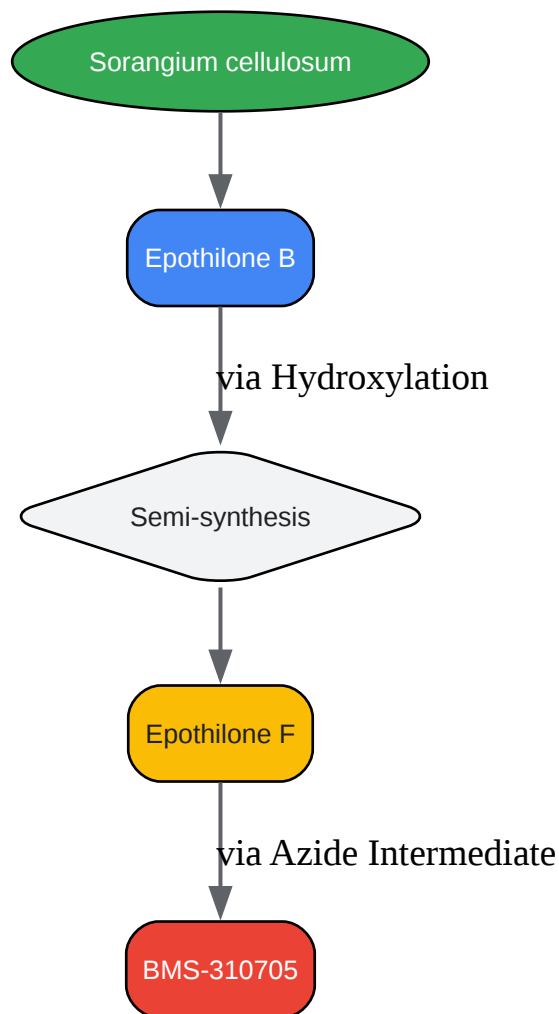 Sorangium cellulosum
Epothilone B
via Hydroxylation
Semi-synthesis
Epothilone F
via Azide Intermediate
BMS-310705